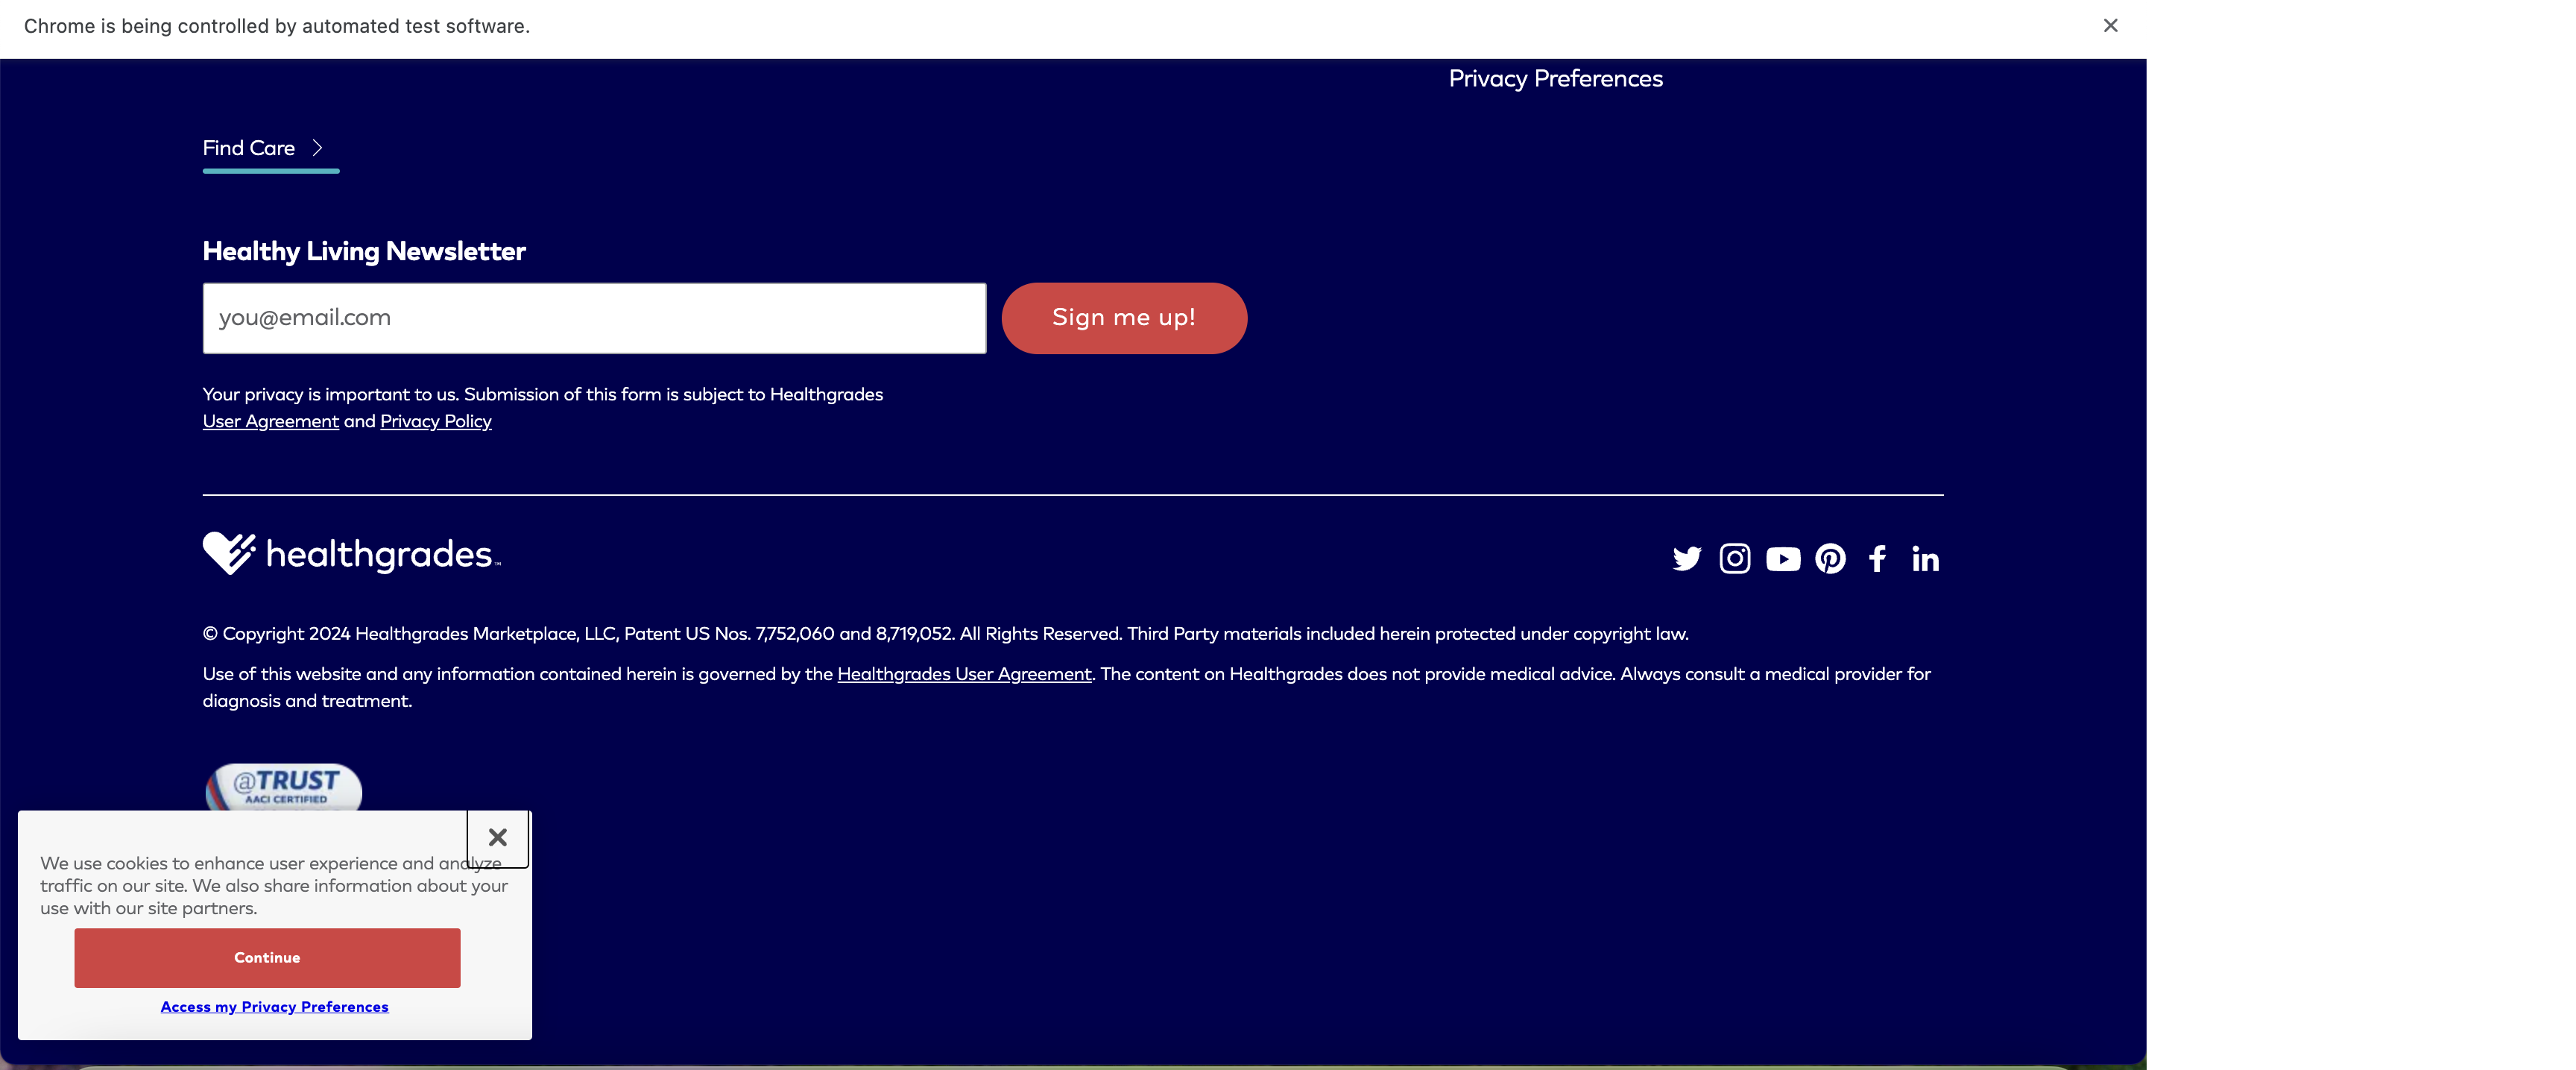 Chrome is being controlled by automated test software.
Privacy Preferences
Find Care
Healthy Living Newsletter
you@email.com
Sign me up!
Your privacy is important to us. Submission of this form is subject to Healthgrades
User Agreement and Privacy Policy
healthgrades™
© Copyright 2024 Healthgrades Marketplace, LLC, Patent US Nos. 7,752,060 and 8,719,052. All Rights Reserved. Third Party materials included herein protected under copyright law.
Use of this website and any information contained herein is governed by the Healthgrades User Agreement. The content on Healthgrades does not provide medical advice. Always consult a medical provider for
diagnosis and treatment.
@TRUST
AACI CERTIFIED
We use cookies to enhance user experience and analyze
traffic on our site. We also share information about your
use with our site partners.
Continue
Access my Privacy Preferences